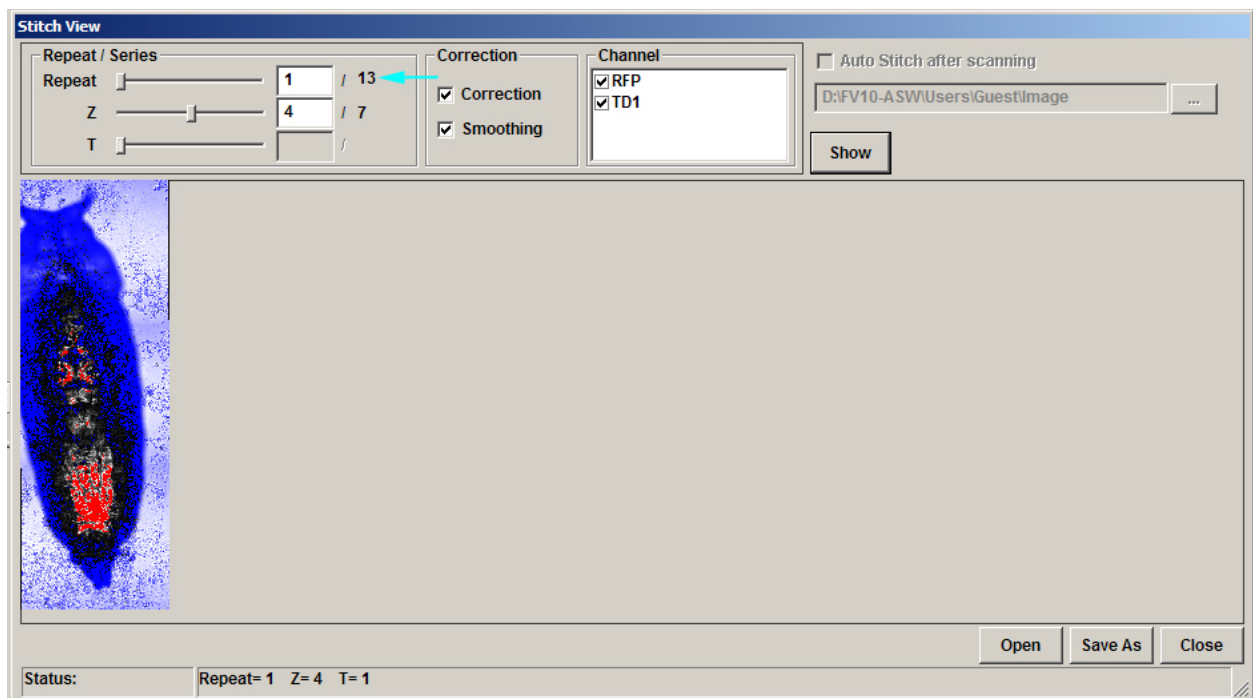 Stitch View
Repeat / Series
Repeat 1 / 13
Z 4 / 7
T /
Correction
Correction
Smoothing
Channel
RFP
TD1
Auto Stitch after scanning
D:\FV10-ASW\Users\Guest\Image ...
Show
Open Save As Close
Status: Repeat= 1 Z= 4 T= 1